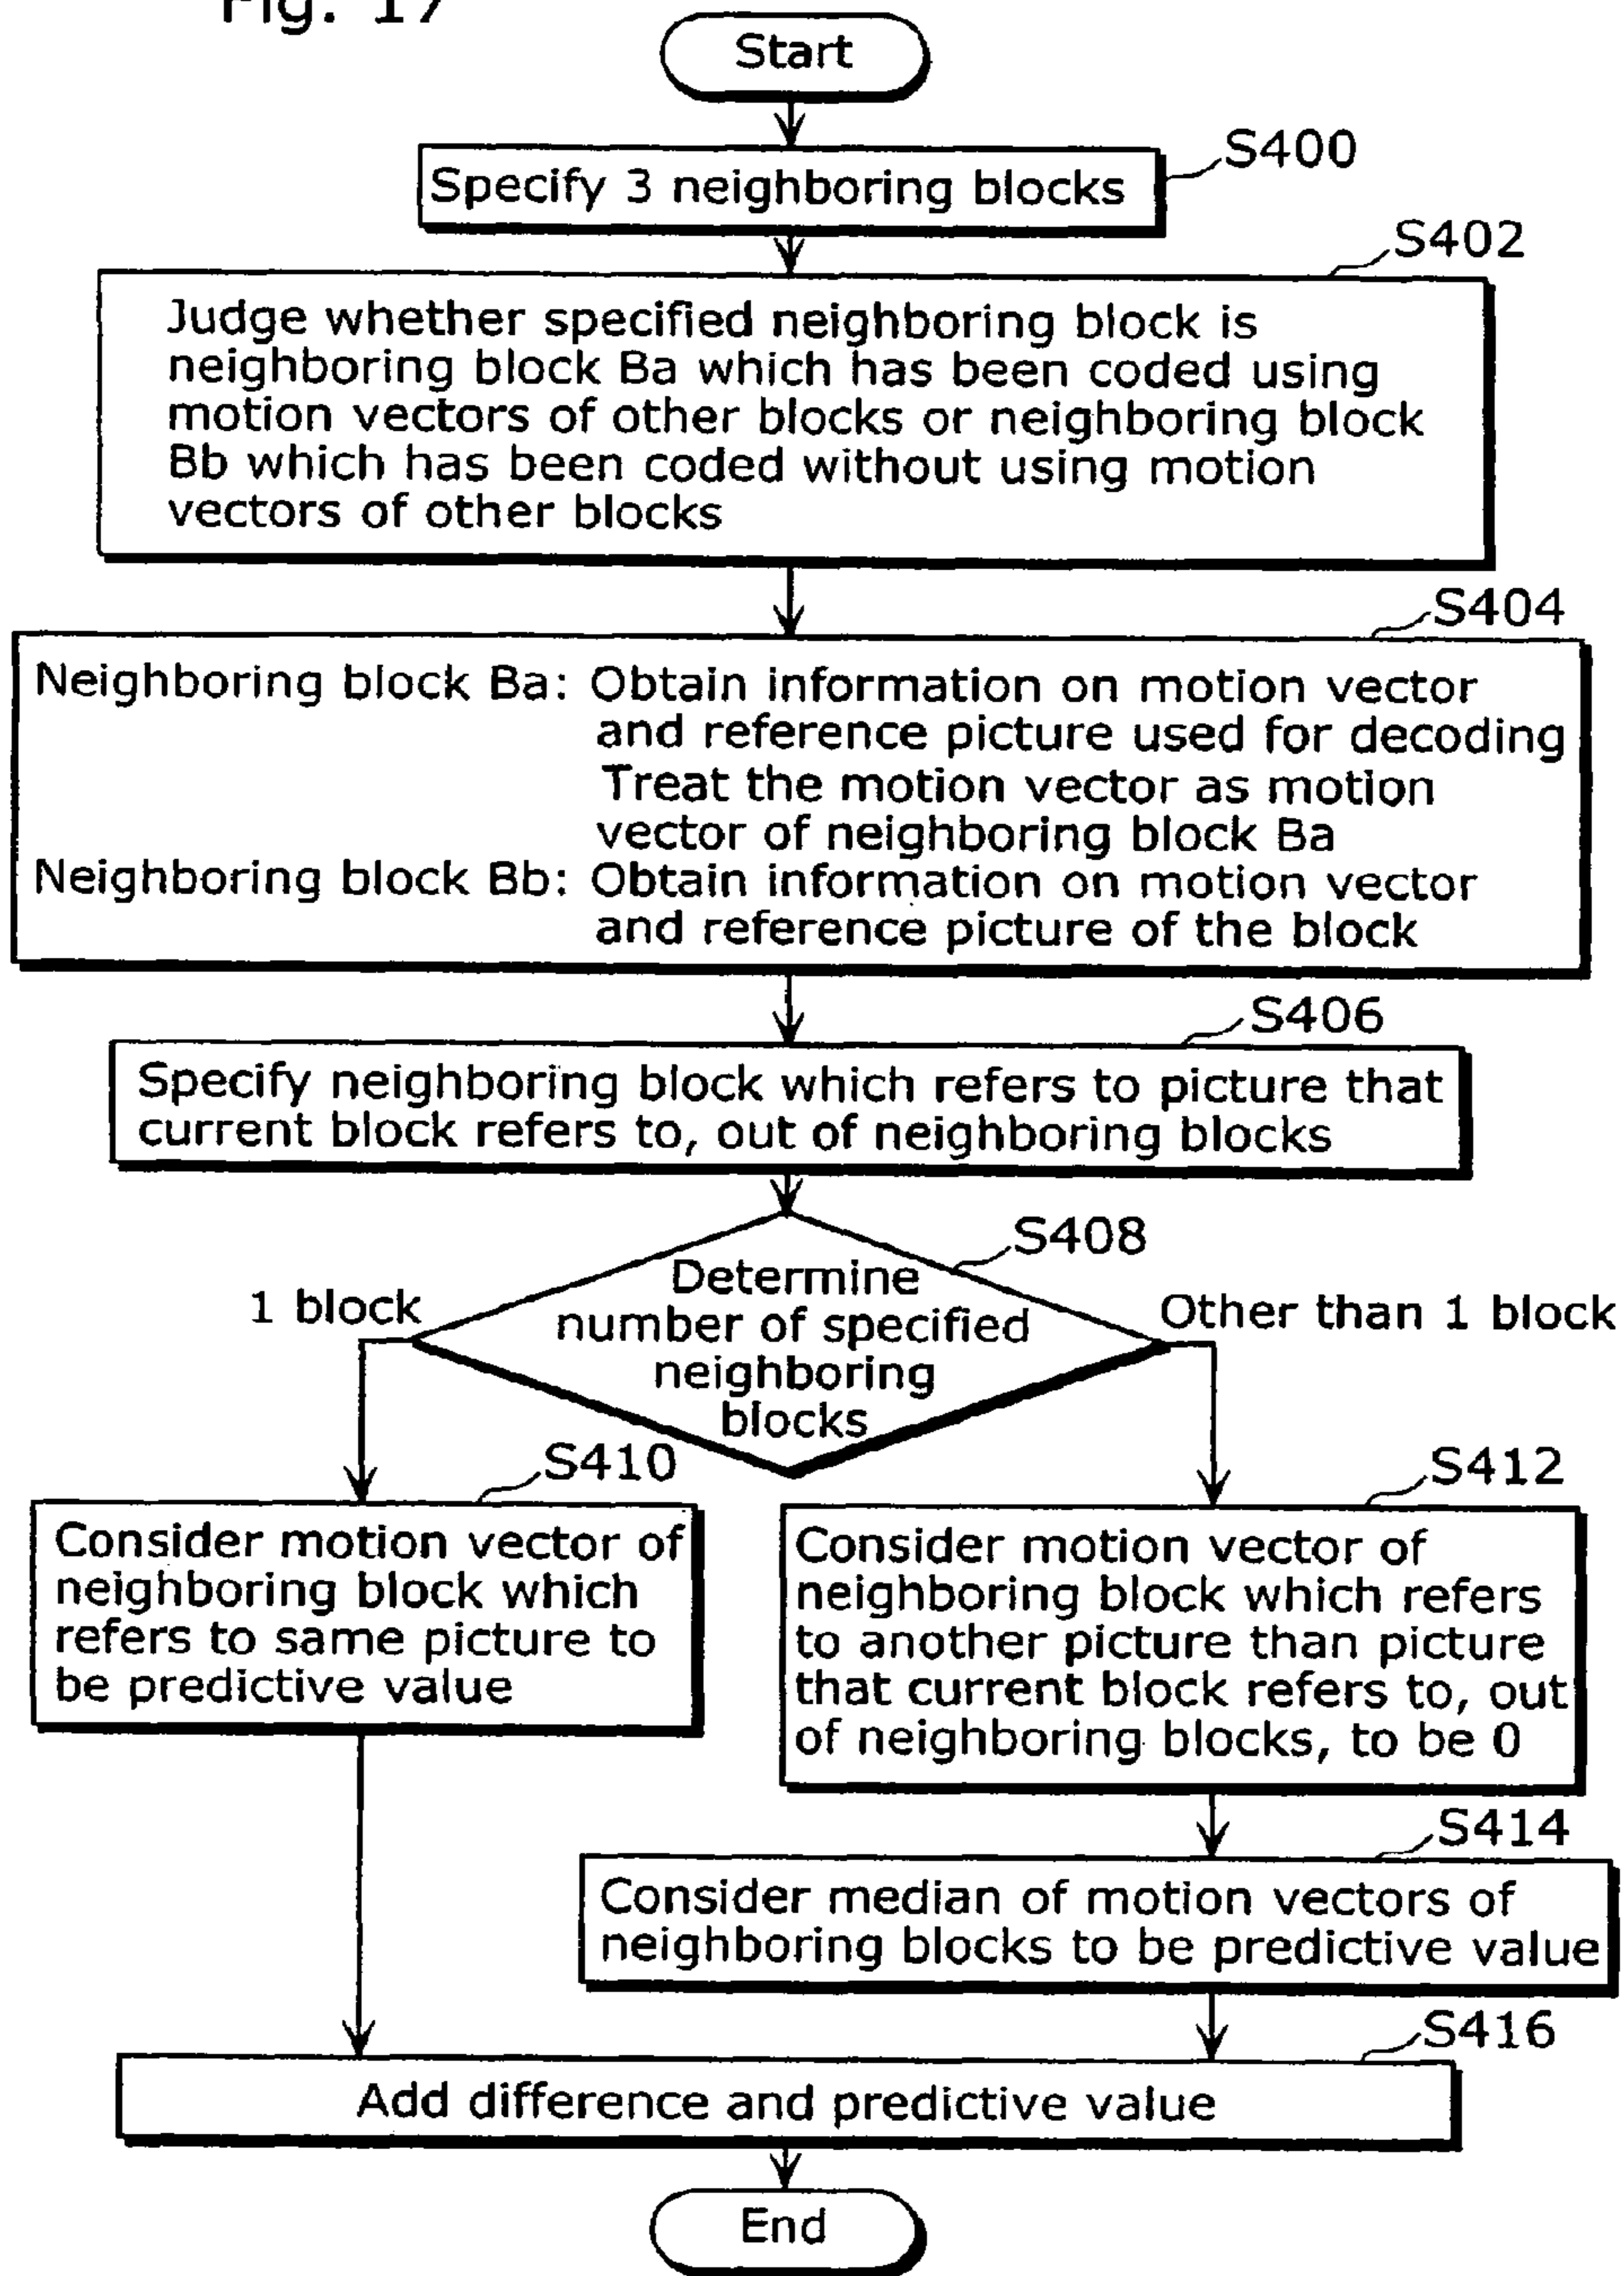 Fig. 17
Start
S400
Specify 3 neighboring blocks
S402
Judge whether specified neighboring block is
neighboring block Ba which has been coded using
motion vectors of other blocks or neighboring block
Bb which has been coded without using motion
vectors of other blocks
S404
Neighboring block Ba: Obtain information on motion vector
and reference picture used for decoding
Treat the motion vector as motion
vector of neighboring block Ba
Neighboring block Bb: Obtain information on motion vector
and reference picture of the block
S406
Specify neighboring block which refers to picture that
current block refers to, out of neighboring blocks
S408
Determine
number of specified
neighboring
blocks
1 block
Other than 1 block
S410
Consider motion vector of
neighboring block which
refers to same picture to
be predictive value
S412
Consider motion vector of
neighboring block which refers
to another picture than picture
that current block refers to, out
of neighboring blocks, to be 0
S414
Consider median of motion vectors of
neighboring blocks to be predictive value
S416
Add difference and predictive value
End